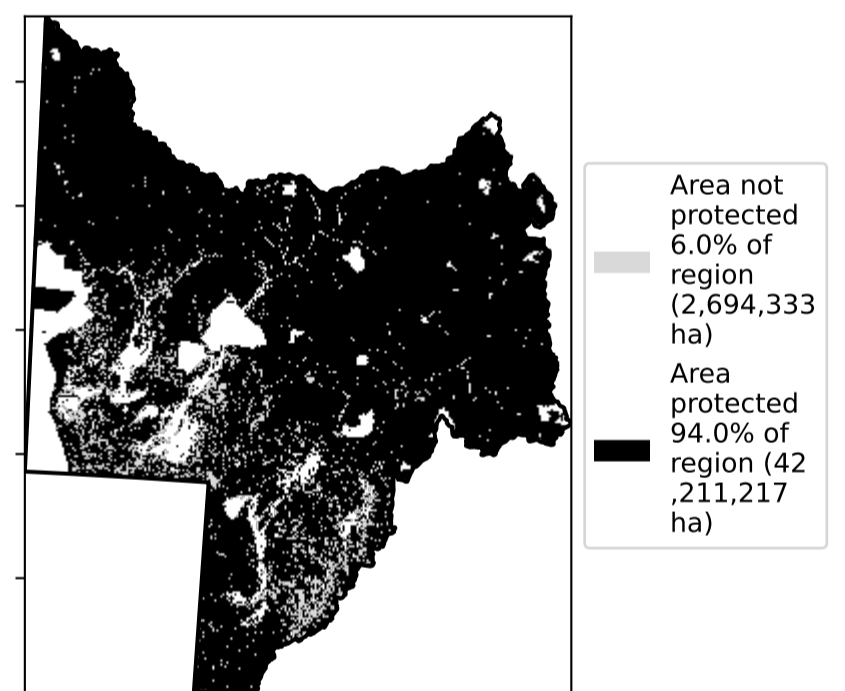 Area not
protected
6.0% of
region
(2,694,333
ha)
Area
protected
94.0% of
region (42
,211,217
ha)